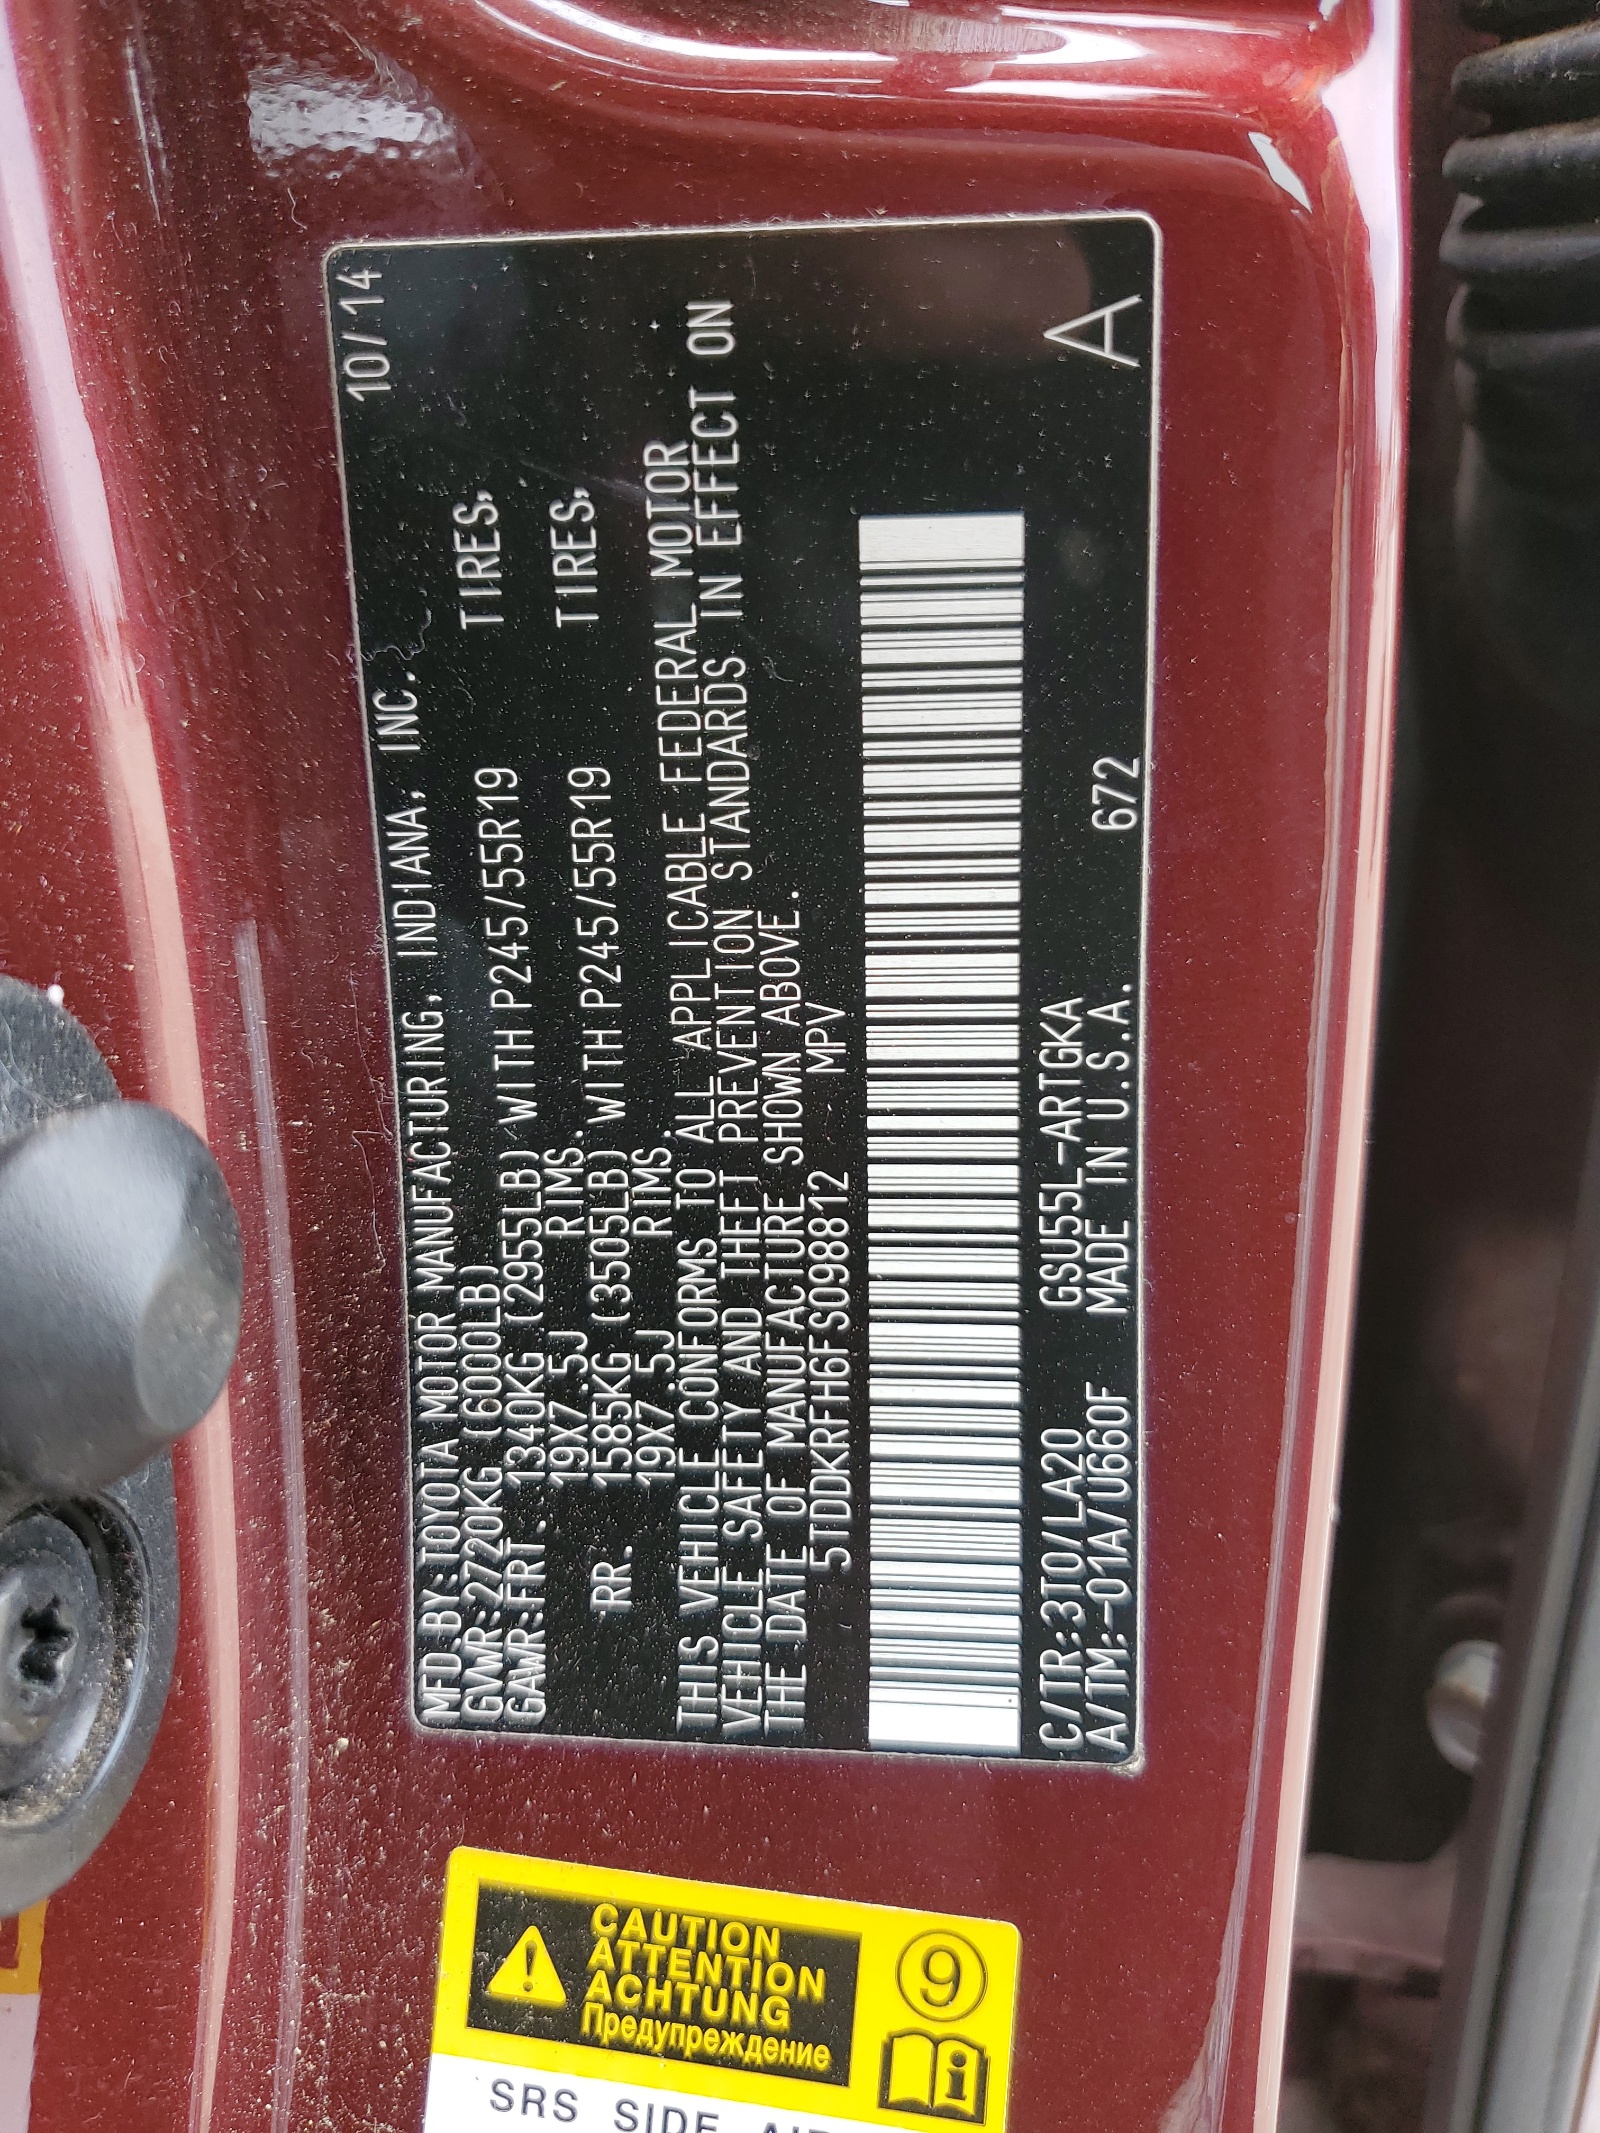 10/14
MFD.BY:TOYOTA MOTOR MANUFACTURING, INDIANA, INC.
GVWR:2720KG (6000LB)
GAWR:FRT. 1340KG (2955LB) WITH P245/55R19 TIRES,
19X7.5J RIMS.
RR. 1585KG (3505LB) WITH P245/55R19 TIRES,
19X7.5J RIMS.
THIS VEHICLE CONFORMS TO ALL APPLICABLE FEDERAL MOTOR
VEHICLE SAFETY AND THEFT PREVENTION STANDARDS IN EFFECT ON
THE DATE OF MANUFACTURE SHOWN ABOVE.
5TDDKRFH6FS098812 MPV
C/TR:3T0/LA20 GSU55L-ARTGKA
A/TM:-01A/U660F MADE IN U.S.A. 672 A
CAUTION
ATTENTION
ACHTUNG
Предупреждение
9
i
SRS SIDE